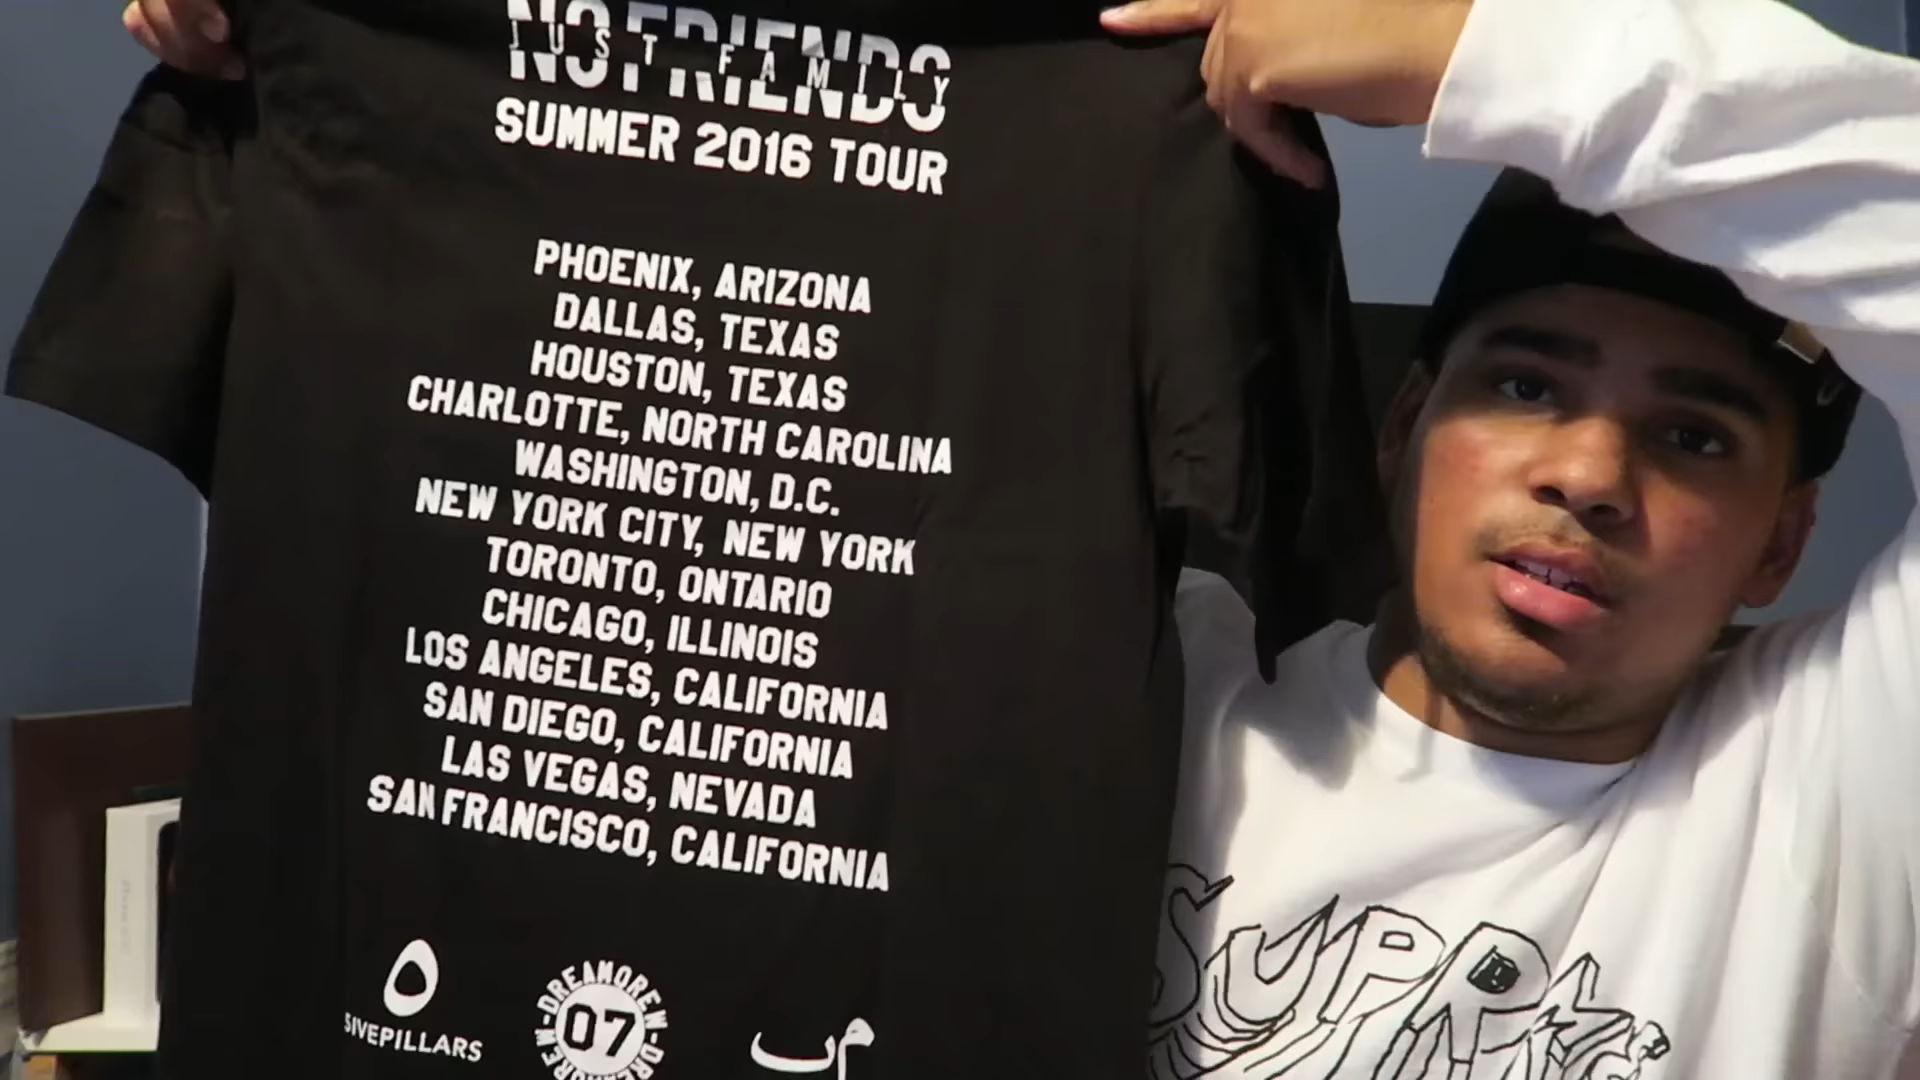 NO FRIENDS
JUST FAMILY
SUMMER 2016 TOUR
PHOENIX, ARIZONA
DALLAS, TEXAS
HOUSTON, TEXAS
CHARLOTTE, NORTH CAROLINA
WASHINGTON, D.C.
NEW YORK CITY, NEW YORK
TORONTO, ONTARIO
CHICAGO, ILLINOIS
LOS ANGELES, CALIFORNIA
SAN DIEGO, CALIFORNIA
LAS VEGAS, NEVADA
SAN FRANCISCO, CALIFORNIA
5IVEPILLARS
DREAMOREW
07